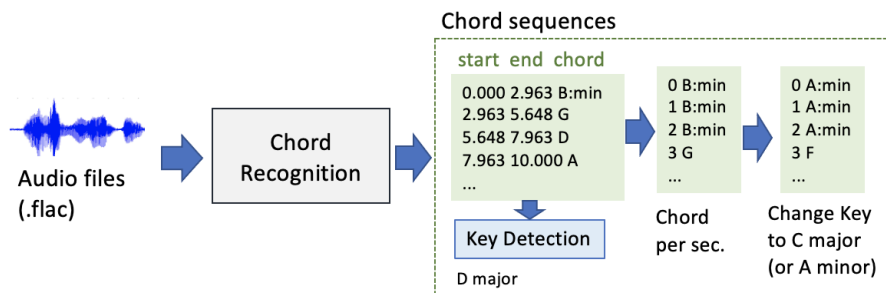 Chord sequences
start end chord
0.000 2.963 B:min
2.963 5.648 G
5.648 7.963 D
7.963 10.000 A
...
0 B:min
1 B:min
2 B:min
3 G
...
0 A:min
1 A:min
2 A:min
3 F
...
Chord
Recognition
Audio files
(.flac)
Key Detection
D major
Chord
per sec.
Change Key
to C major
(or A minor)